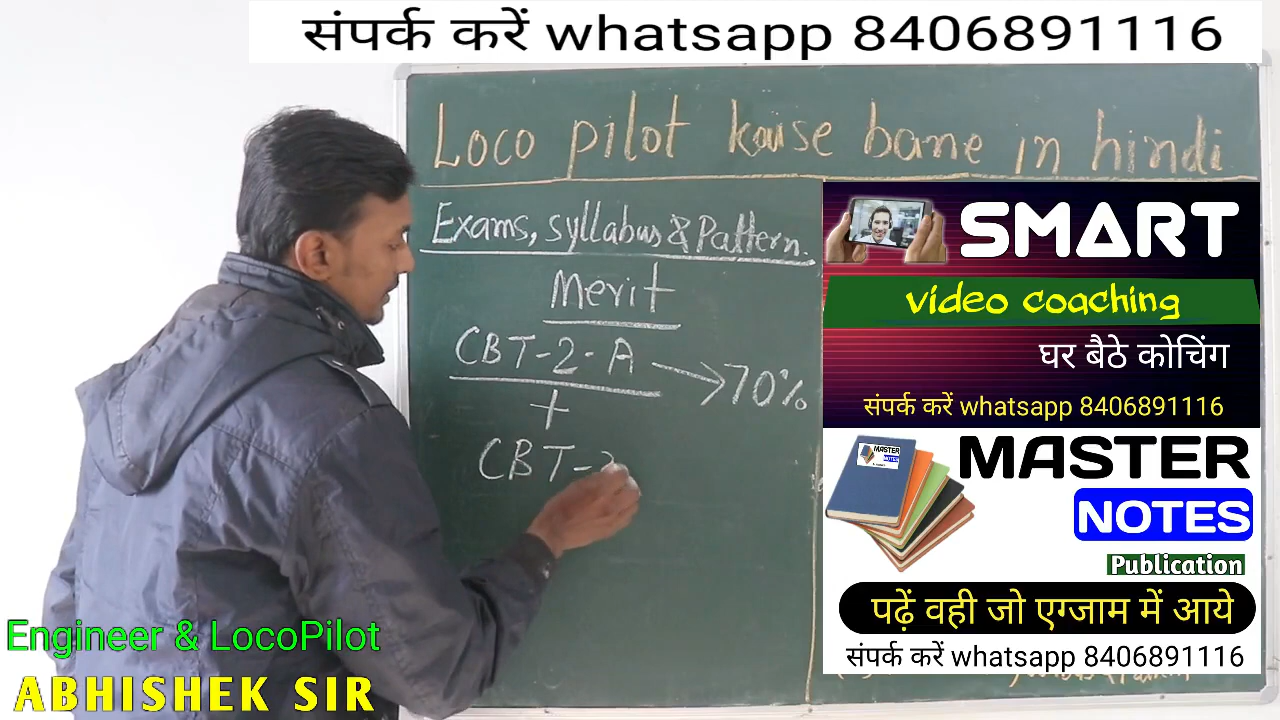 संपर्क करें whatsapp 8406891116
Loco pilot kaise bane in hindi
Exams, syllabus & Pattern.
Merit
CBT-2-A → 70%
+
CBT-
SMART
video coaching
घर बैठे कोचिंग
संपर्क करें whatsapp 8406891116
MASTER
NOTES
MASTER
NOTES
Publication
पढ़ें वही जो एग्जाम में आये
संपर्क करें whatsapp 8406891116
Engineer & LocoPilot
ABHISHEK SIR